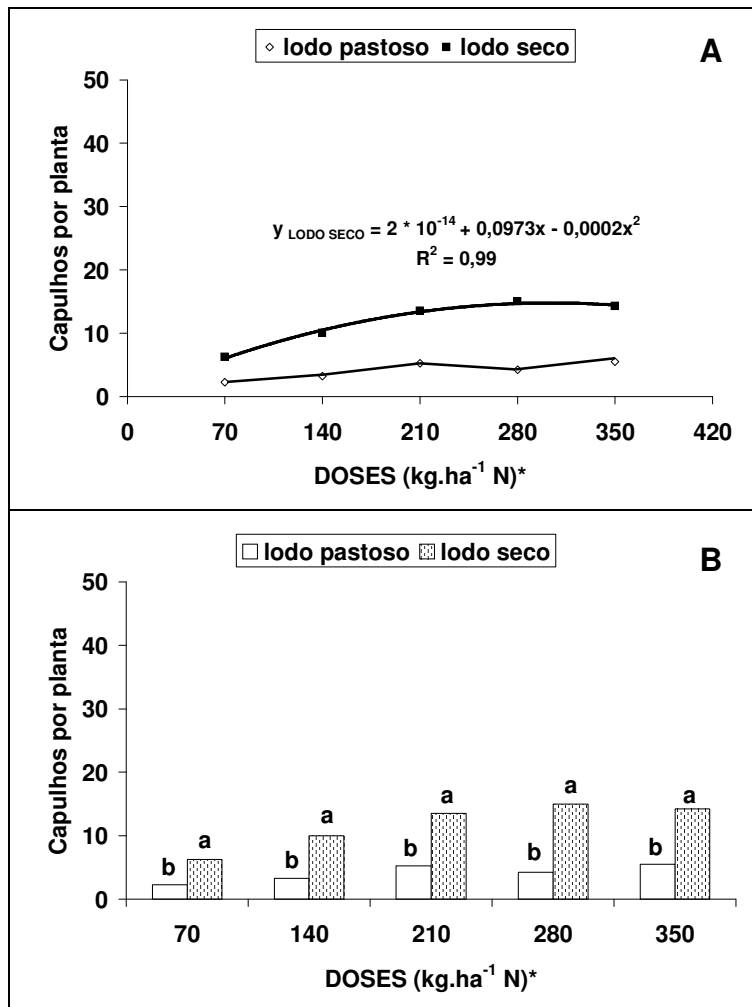 lodo pastoso lodo seco
A
50
40
30
20
10
0
Capulhos por planta
y LODO SECO = 2 * 10⁻¹⁴ + 0,0973x - 0,0002x²
R² = 0,99
0 70 140 210 280 350 420
DOSES (kg.ha⁻¹ N)*
lodo pastoso lodo seco
B
50
40
30
20
10
0
Capulhos por planta
b a b a b a b a b a
70 140 210 280 350
DOSES (kg.ha⁻¹ N)*